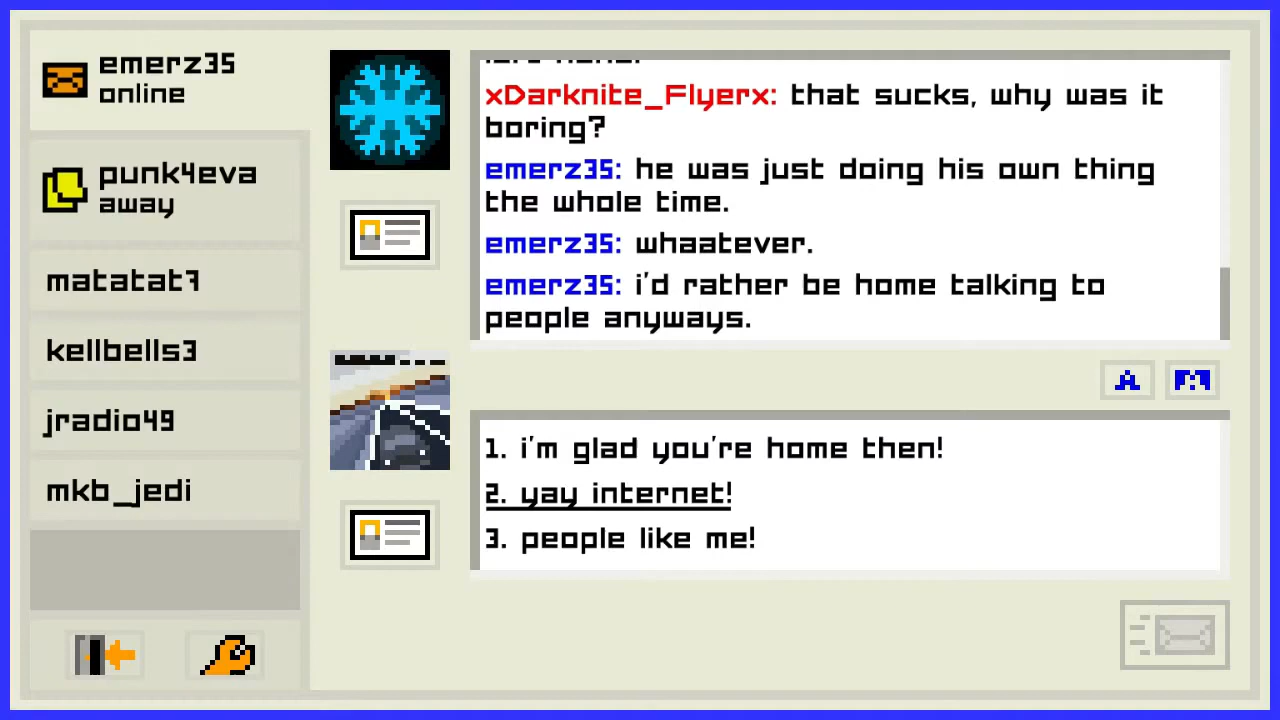 emerz35
online
punk4eva
away
matatat7
kellbells3
jradio49
mkb_jedi
xDarknite_Flyerx: that sucks, why was it
boring?
emerz35: he was just doing his own thing
the whole time.
emerz35: whaatever.
emerz35: i'd rather be home talking to
people anyways.
A
1. i'm glad you're home then!
2. yay internet!
3. people like me!